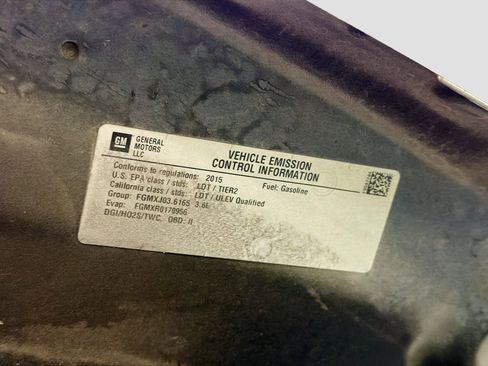 GM
GENERAL
MOTORS
LLC
VEHICLE EMISSION
CONTROL INFORMATION
Conforms to regulations: 2015 Fuel: Gasoline
U.S. EPA class / stds: LDT / TIER2
California class / stds: LDT / ULEV Qualified
Group: FGMXJ03.6165 3.6L
Evap: FGMXR0170956
DGI/HO2S/TWC, OBD: II